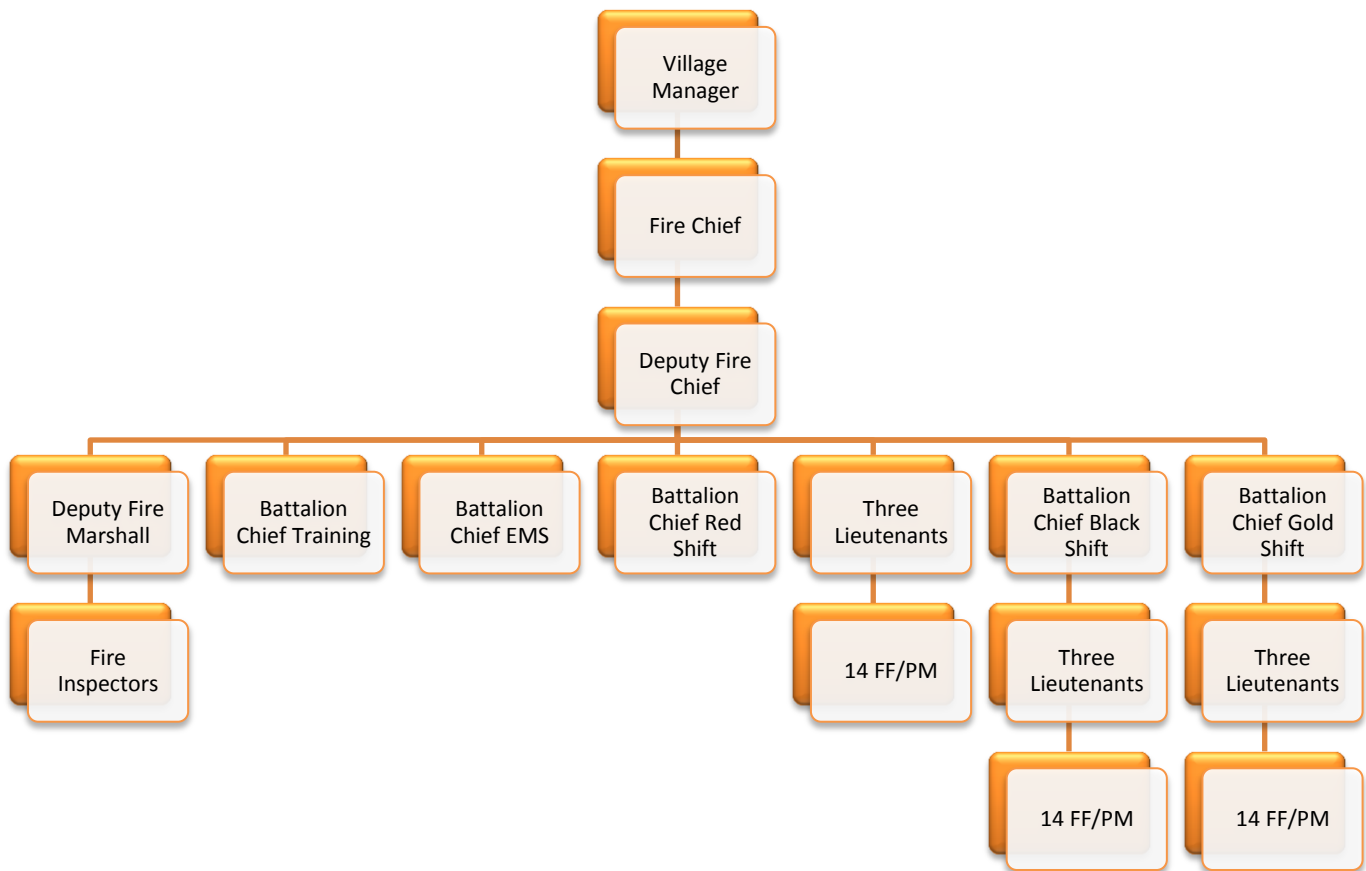 Village
Manager
Fire Chief
Deputy Fire
Chief
Deputy Fire
Marshall
Battalion
Chief Training
Battalion
Chief EMS
Battalion
Chief Red
Shift
Three
Lieutenants
Battalion
Chief Black
Shift
Battalion
Chief Gold
Shift
Fire
Inspectors
14 FF/PM
Three
Lieutenants
Three
Lieutenants
14 FF/PM
14 FF/PM